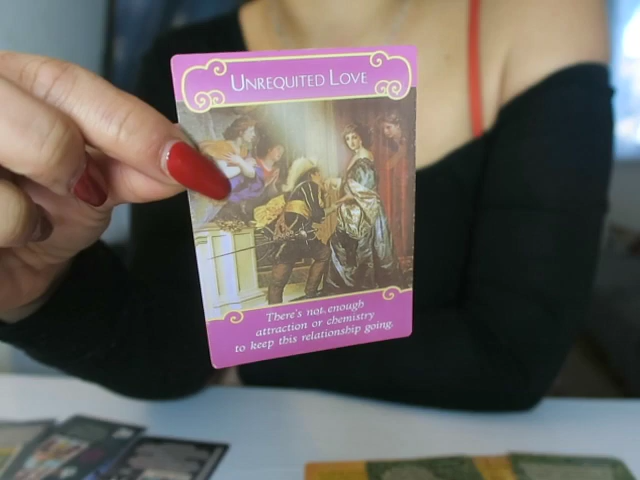 UNREQUITED LOVE
There's not enough
attraction or chemistry
to keep this relationship going.